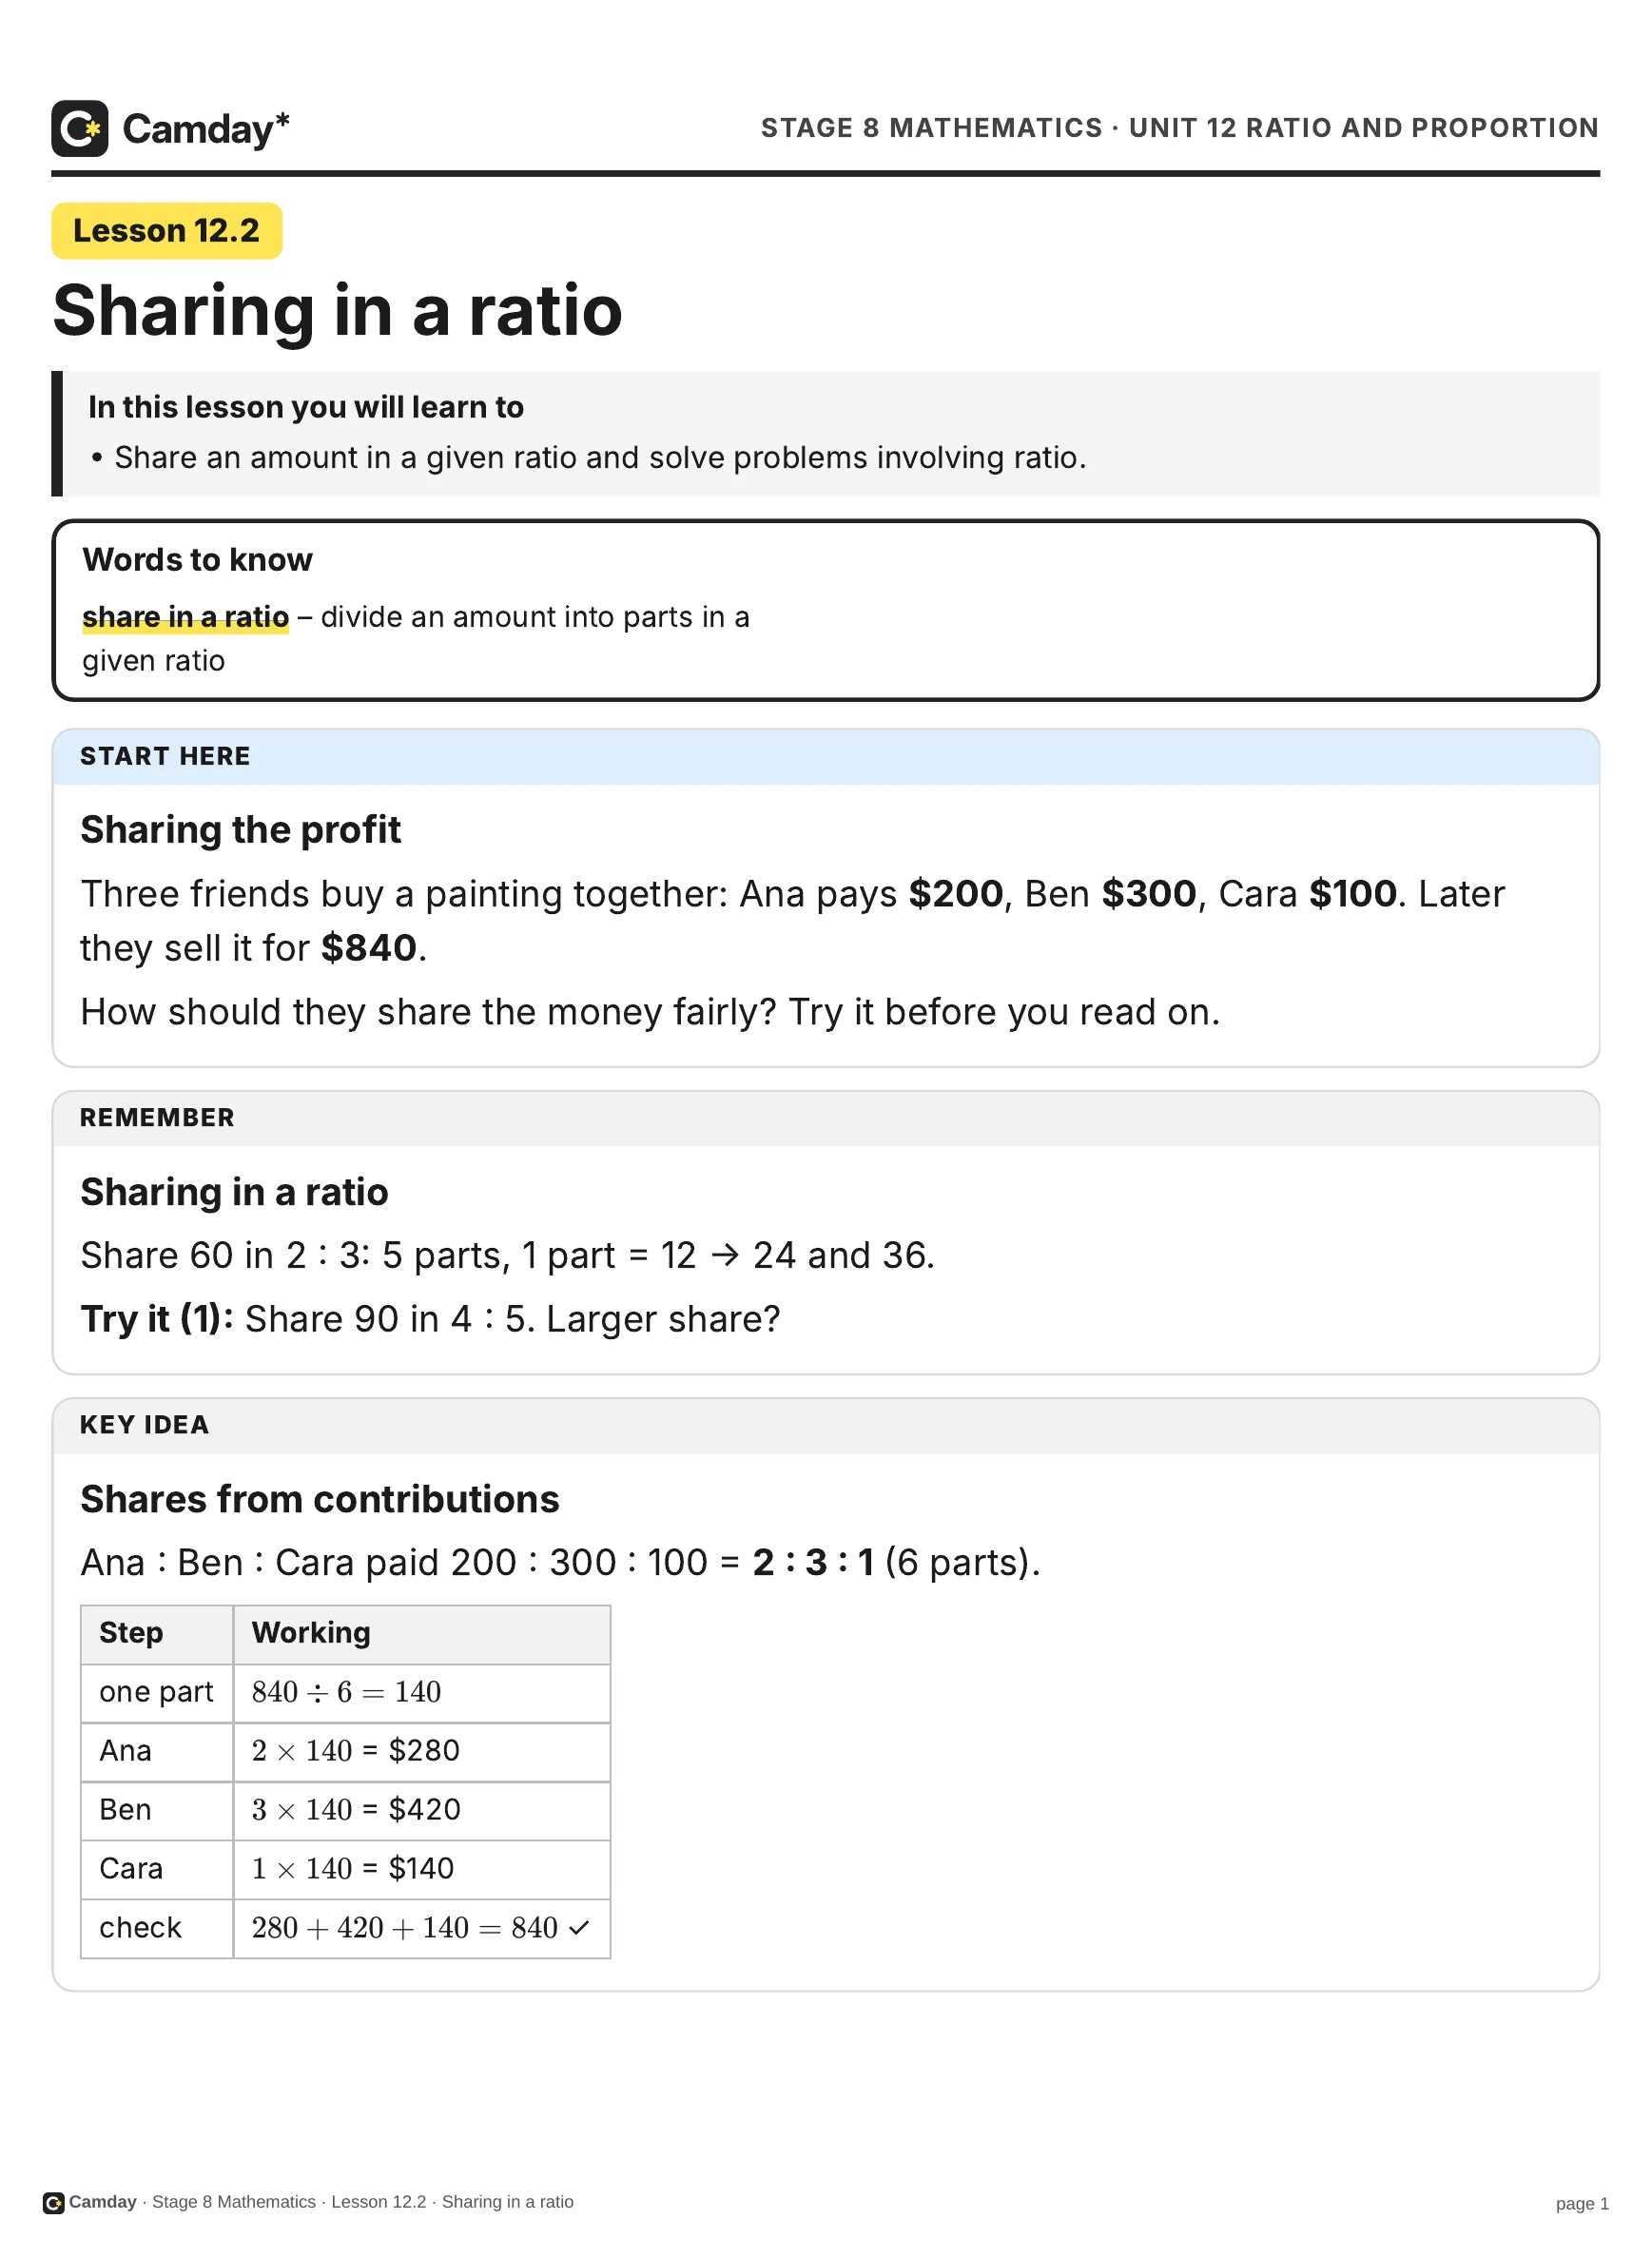 Camday*
STAGE 8 MATHEMATICS · UNIT 12 RATIO AND PROPORTION
Lesson 12.2
Sharing in a ratio
In this lesson you will learn to
• Share an amount in a given ratio and solve problems involving ratio.
Words to know
share in a ratio – divide an amount into parts in a
given ratio
START HERE
Sharing the profit
Three friends buy a painting together: Ana pays $200, Ben $300, Cara $100. Later
they sell it for $840.
How should they share the money fairly? Try it before you read on.
REMEMBER
Sharing in a ratio
Share 60 in 2 : 3: 5 parts, 1 part = 12 → 24 and 36.
Try it (1): Share 90 in 4 : 5. Larger share?
KEY IDEA
Shares from contributions
Ana : Ben : Cara paid 200 : 300 : 100 = 2 : 3 : 1 (6 parts).
Step Working
one part 840 ÷ 6 = 140
Ana 2 × 140 = $280
Ben 3 × 140 = $420
Cara 1 × 140 = $140
check 280 + 420 + 140 = 840 ✓
Camday · Stage 8 Mathematics · Lesson 12.2 · Sharing in a ratio
page 1